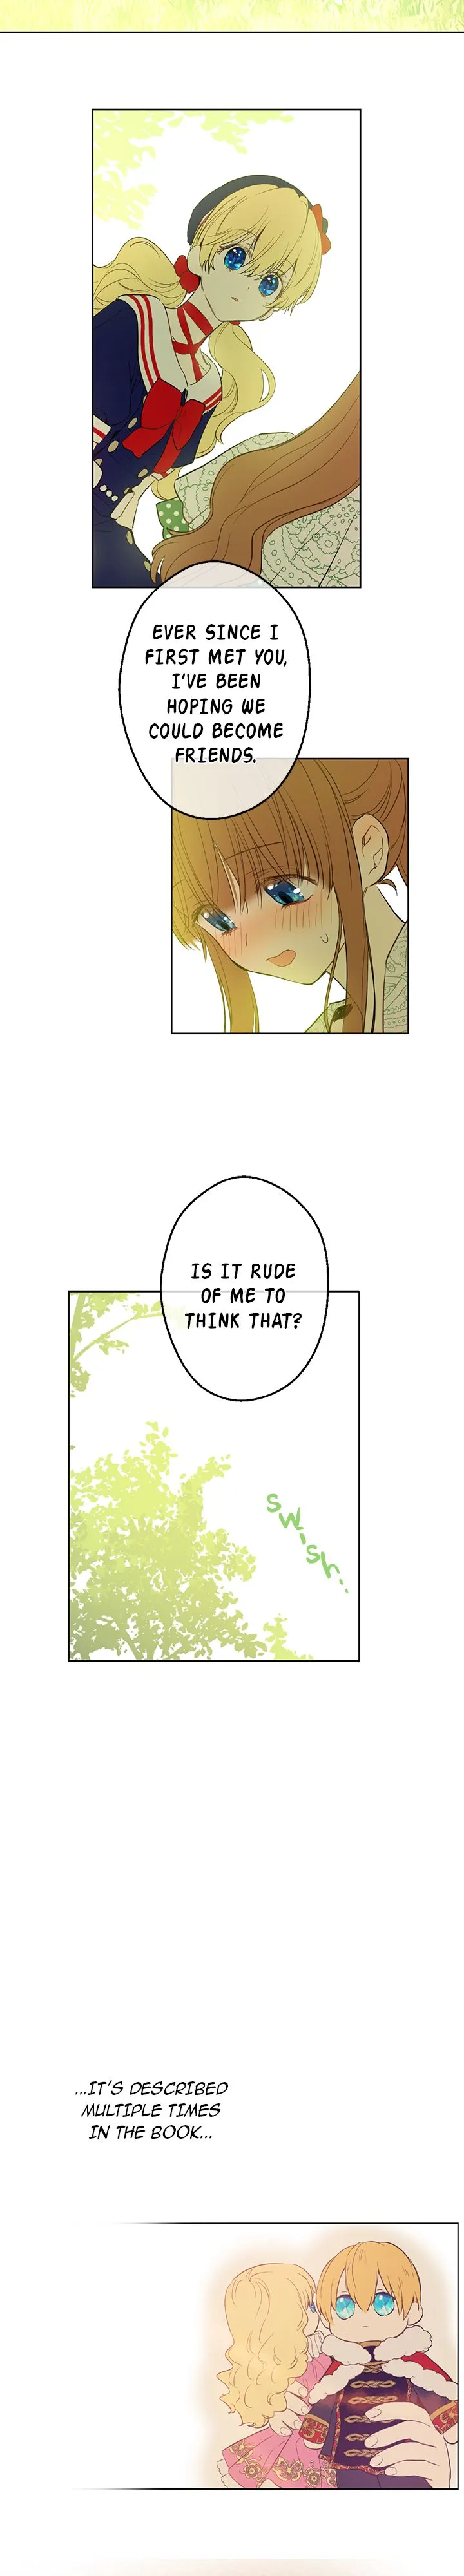 EVER SINCE I
FIRST MET YOU,
I'VE BEEN
HOPING WE
COULD BECOME
FRIENDS.
IS IT RUDE
OF ME TO
THINK THAT?
SWISH...
...IT'S DESCRIBED
MULTIPLE TIMES
IN THE BOOK...